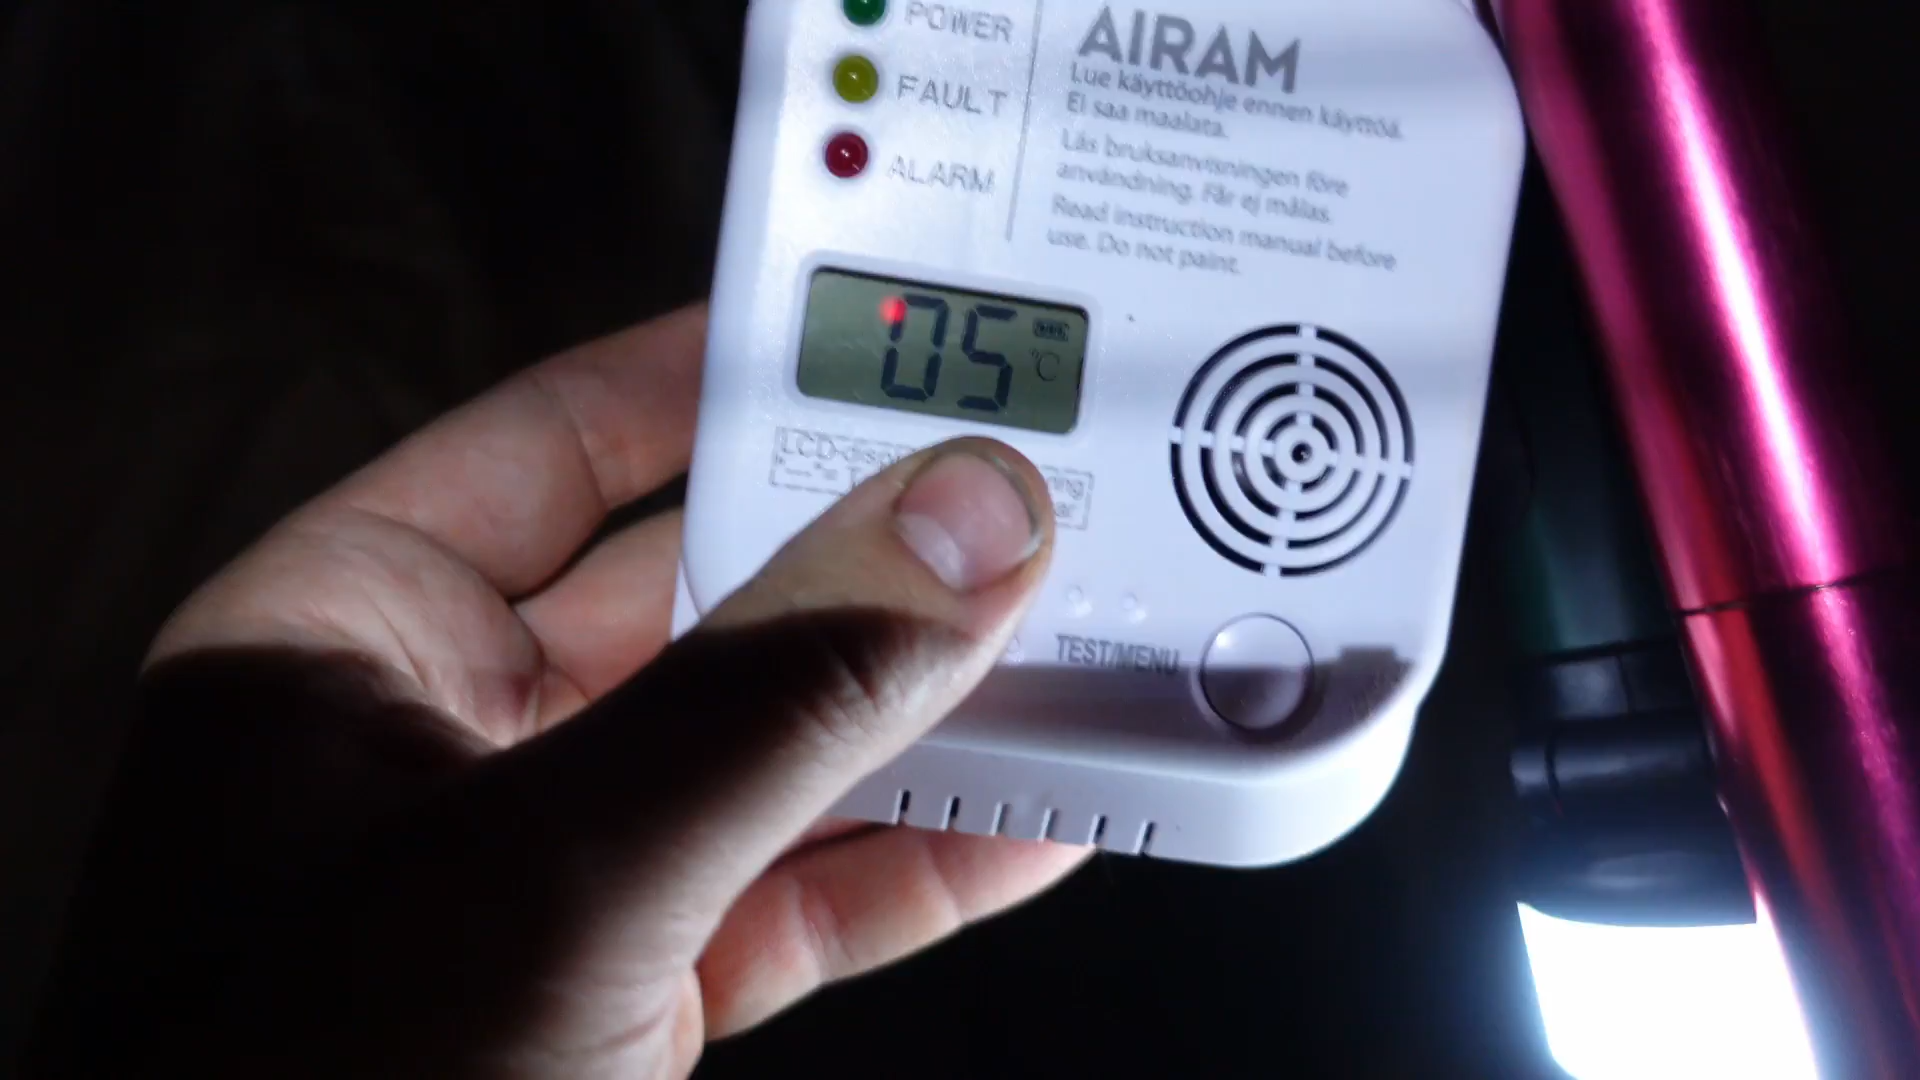 POWER
FAULT
ALARM
AIRAM
Lue käyttöohje ennen käyttöä.
Ei saa maalata.
Läs bruksanvisningen före
användning. Får ej målas.
Read instruction manual before
use. Do not paint.
05 °C
TEST/MENU